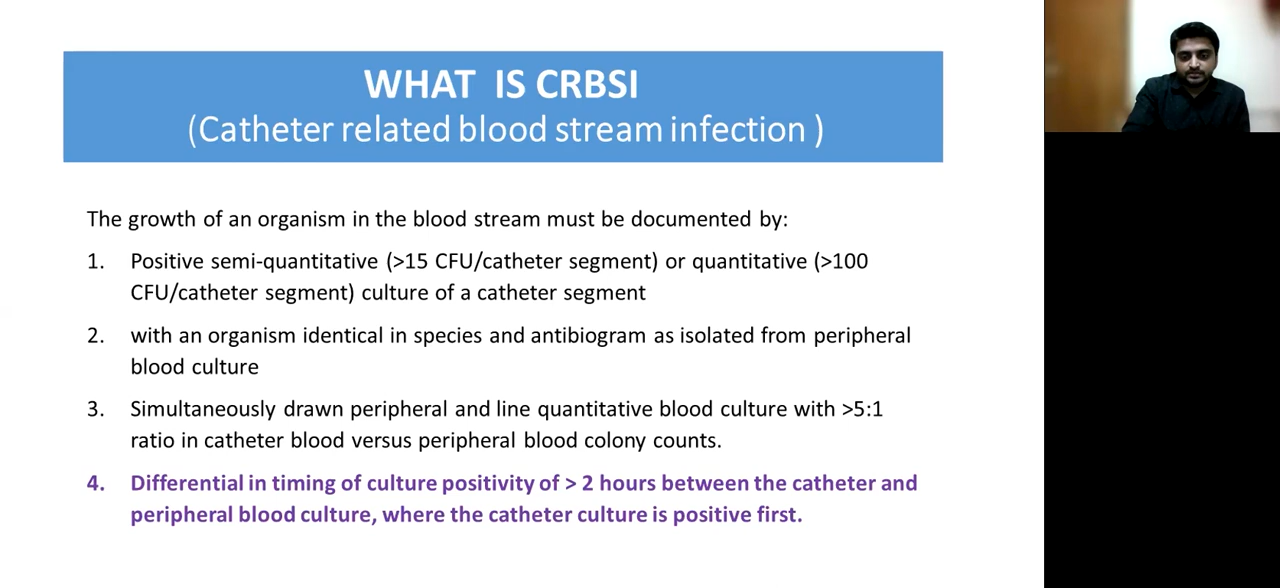 WHAT IS CRBSI
(Catheter related blood stream infection )
The growth of an organism in the blood stream must be documented by:
1. Positive semi-quantitative (>15 CFU/catheter segment) or quantitative (>100
CFU/catheter segment) culture of a catheter segment
2. with an organism identical in species and antibiogram as isolated from peripheral
blood culture
3. Simultaneously drawn peripheral and line quantitative blood culture with >5:1
ratio in catheter blood versus peripheral blood colony counts.
4. Differential in timing of culture positivity of > 2 hours between the catheter and
peripheral blood culture, where the catheter culture is positive first.